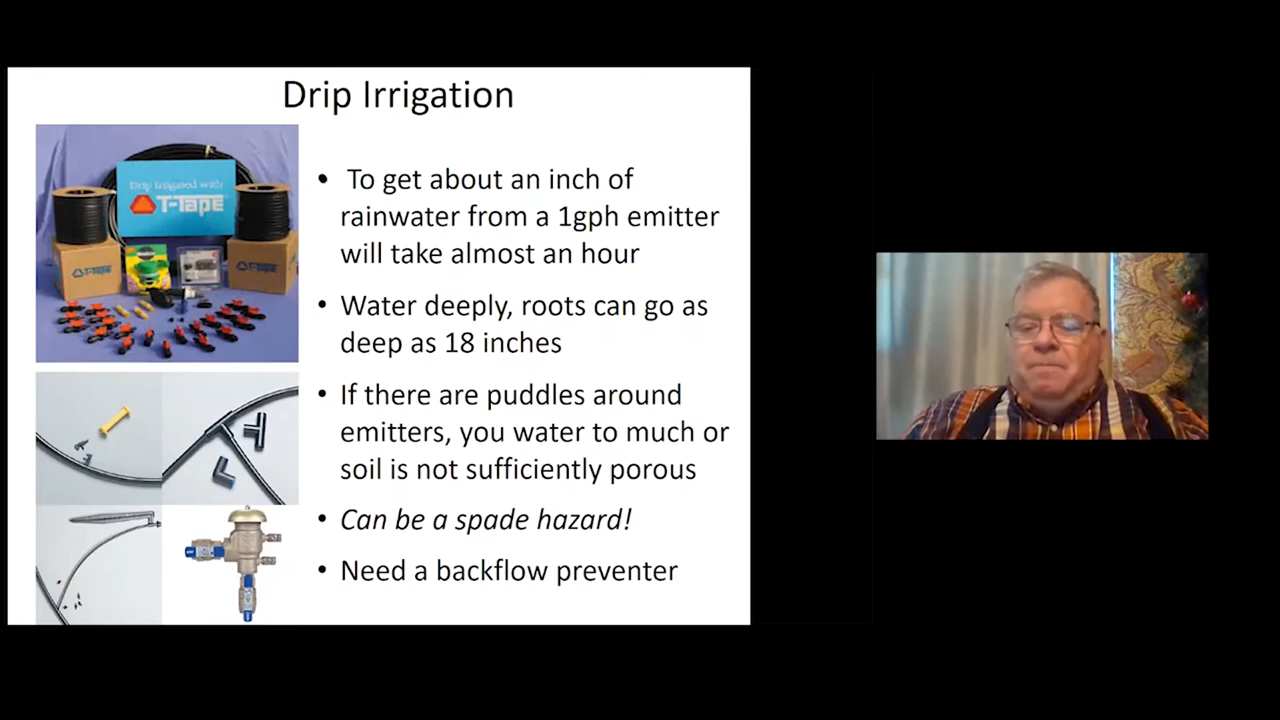 Drip Irrigation
Drip Irrigated with
T-TAPE
T-TAPE
T-TAPE
• To get about an inch of
rainwater from a 1gph emitter
will take almost an hour
• Water deeply, roots can go as
deep as 18 inches
• If there are puddles around
emitters, you water to much or
soil is not sufficiently porous
• Can be a spade hazard!
• Need a backflow preventer